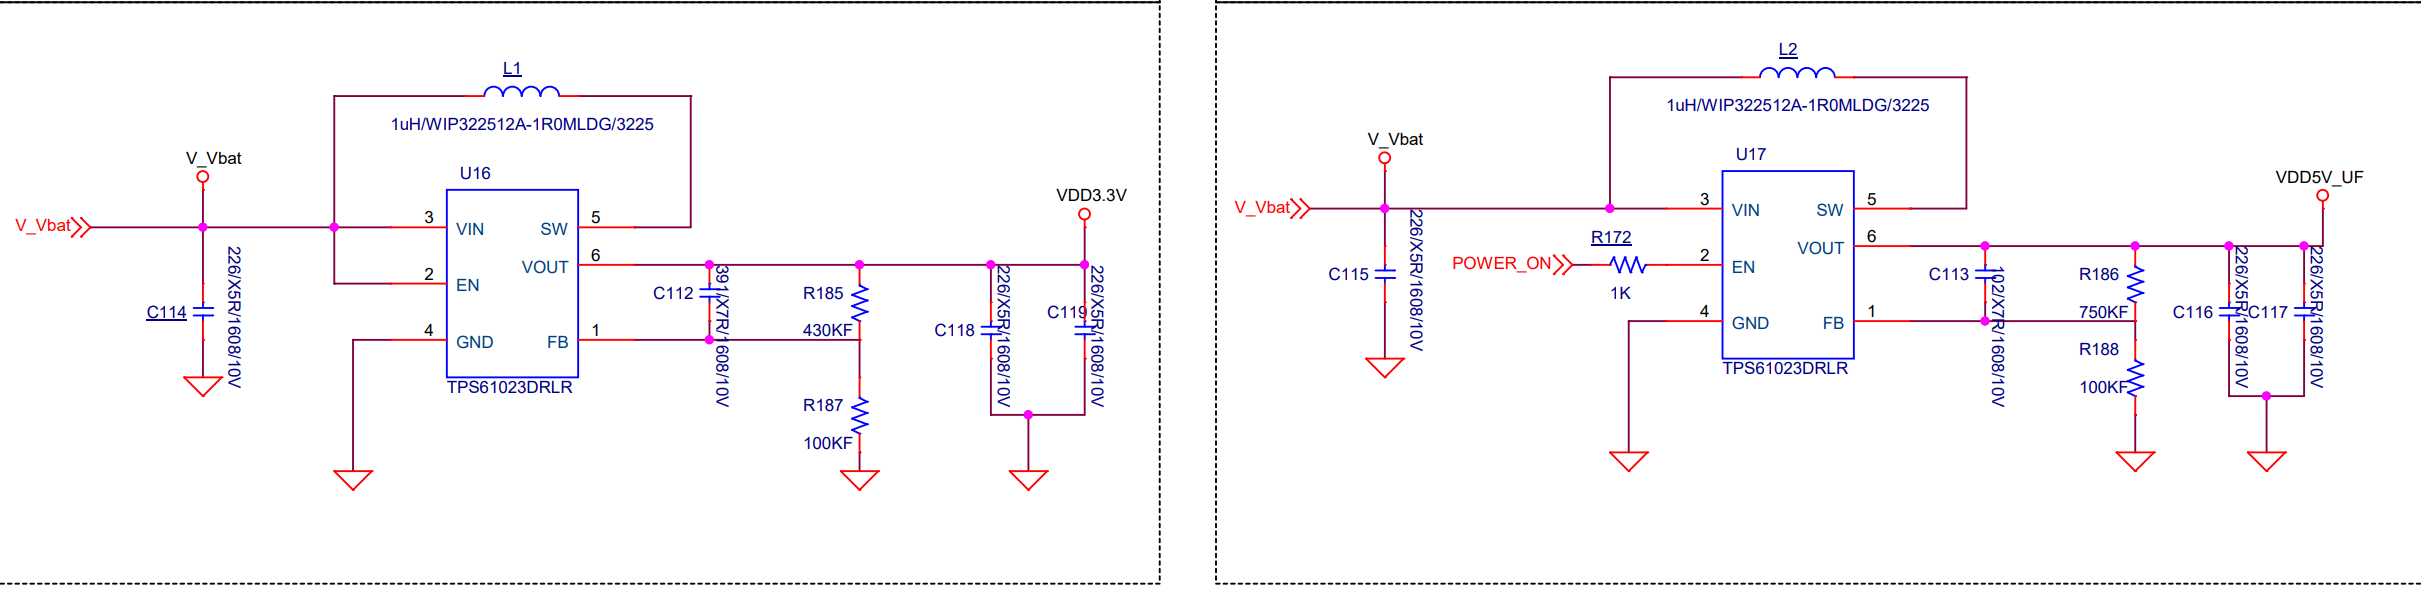 L1
1uH/WIP322512A-1R0MLDG/3225
V_Vbat
V_Vbat
U16
3
VIN
2
EN
4
GND
SW
5
VOUT
6
FB
1
TPS61023DRLR
C114
226/X5R/1608/10V
C112
391/X7R/1608/10V
R185
430KF
R187
100KF
C118
226/X5R/1608/10V
C119
226/X5R/1608/10V
VDD3.3V
L2
1uH/WIP322512A-1R0MLDG/3225
V_Vbat
V_Vbat
C115
226/X5R/1608/10V
POWER_ON
R172
1K
U17
3
VIN
2
EN
4
GND
SW
5
VOUT
6
FB
1
TPS61023DRLR
C113
102/X7R/1608/10V
R186
750KF
R188
100KF
C116
226/X5R/1608/10V
C117
226/X5R/1608/10V
VDD5V_UF